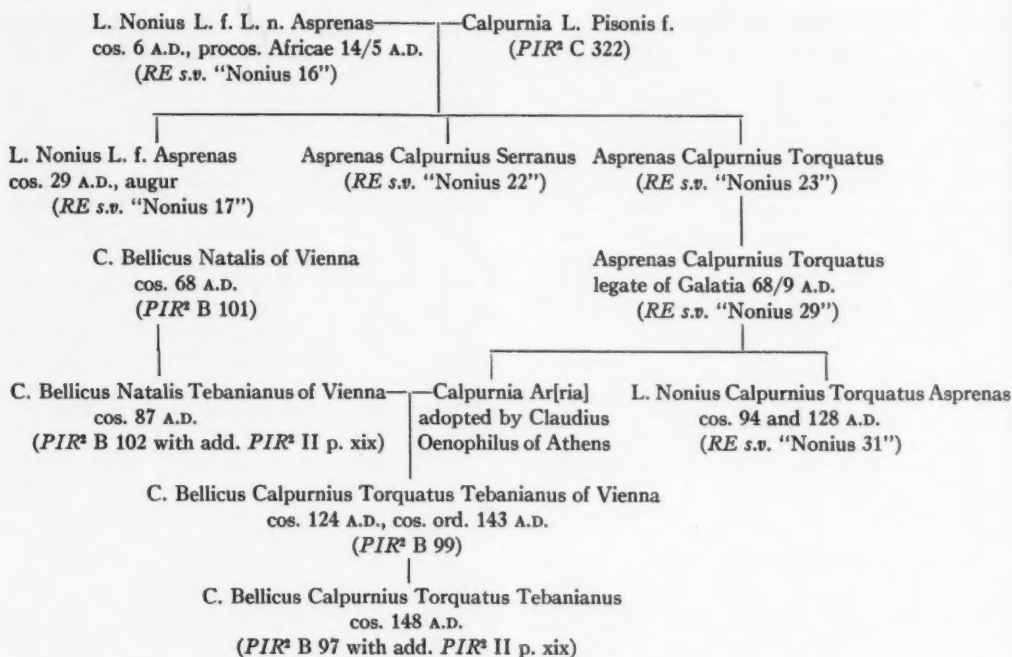 L. Nonius L. f. L. n. Asprenas
cos. 6 A.D., procos. Africae 14/5 A.D.
(RE s.v. "Nonius 16")
Calpurnia L. Pisonis f.
(PIR² C 322)
L. Nonius L. f. Asprenas
cos. 29 A.D., augur
(RE s.v. "Nonius 17")
Asprenas Calpurnius Serranus
(RE s.v. "Nonius 22")
Asprenas Calpurnius Torquatus
(RE s.v. "Nonius 23")
C. Bellicus Natalis of Vienna
cos. 68 A.D.
(PIR² B 101)
Asprenas Calpurnius Torquatus
legate of Galatia 68/9 A.D.
(RE s.v. "Nonius 29")
C. Bellicus Natalis Tebanianus of Vienna
cos. 87 A.D.
(PIR² B 102 with add. PIR² II p. xix)
Calpurnia Ar[ria]
adopted by Claudius
Oenophilus of Athens
L. Nonius Calpurnius Torquatus Asprenas
cos. 94 and 128 A.D.
(RE s.v. "Nonius 31")
C. Bellicus Calpurnius Torquatus Tebanianus of Vienna
cos. 124 A.D., cos. ord. 143 A.D.
(PIR² B 99)
C. Bellicus Calpurnius Torquatus Tebanianus
cos. 148 A.D.
(PIR² B 97 with add. PIR² II p. xix)